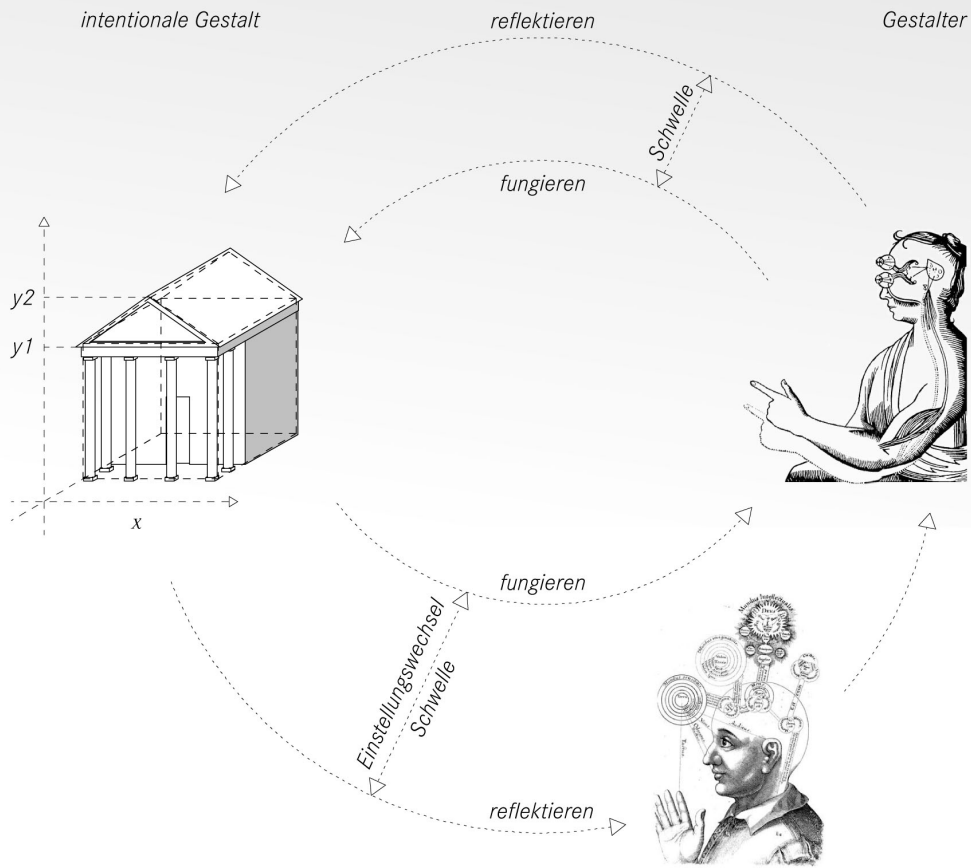 intentionale Gestalt
reflektieren
Gestalter
Schwelle
fungieren
y2
y1
x
fungieren
Einstellungswechsel
Schwelle
reflektieren